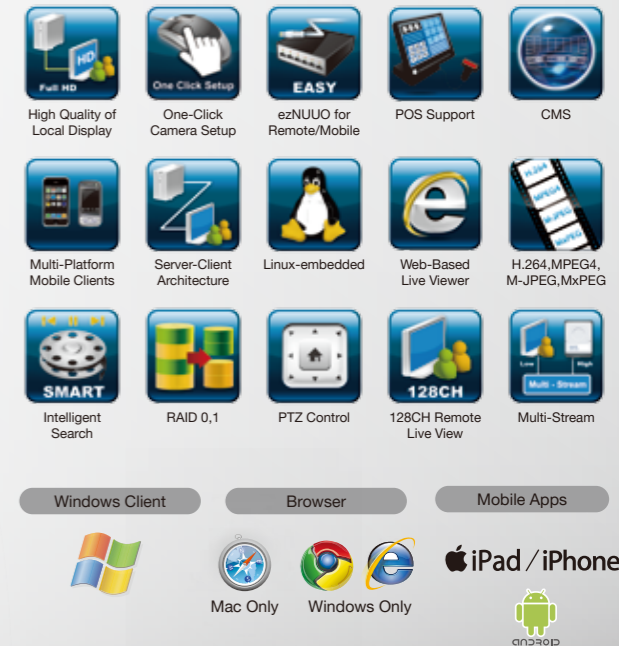 HD
Full HD
One Click Setup
EASY
High Quality of
Local Display
One-Click
Camera Setup
ezNUUO for
Remote/Mobile
POS Support
CMS
H.264
MPEG4
M-JPEG
MxPEG
Multi-Platform
Mobile Clients
Server-Client
Architecture
Linux-embedded
Web-Based
Live Viewer
H.264,MPEG4,
M-JPEG,MxPEG
SMART
128CH
Low
High
Multi - Stream
Intelligent
Search
RAID 0,1
PTZ Control
128CH Remote
Live View
Multi-Stream
Windows Client
Browser
Mobile Apps
iPad / iPhone
Mac Only
Windows Only
ANDROID